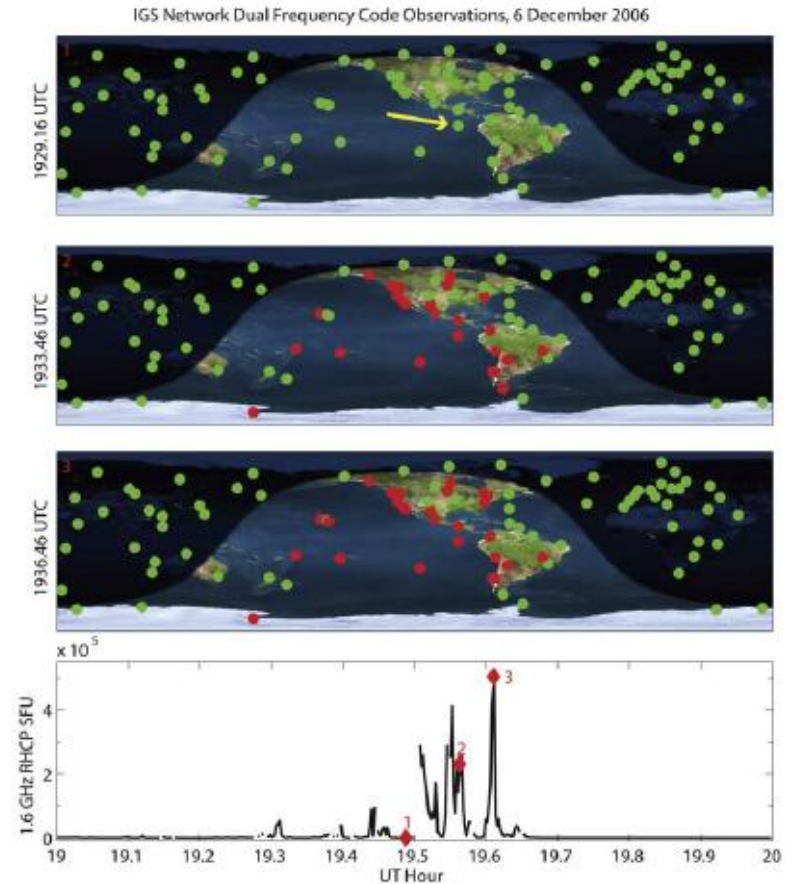 IGS Network Dual Frequency Code Observations, 6 December 2006
1
1929.16 UTC
2
1933.46 UTC
3
1936.46 UTC
x 10 5
1.6 GHz RHCP SFU
4
2
0
1
2
3
19 19.1 19.2 19.3 19.4 19.5 19.6 19.7 19.8 19.9 20
UT Hour